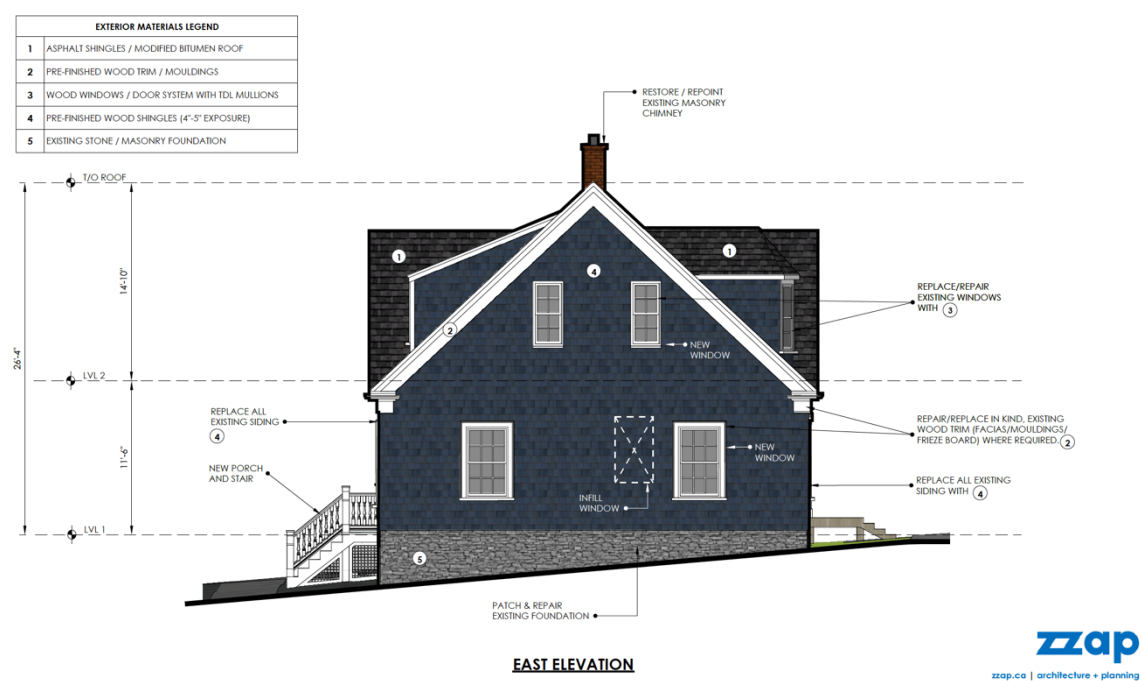 EXTERIOR MATERIALS LEGEND
1 ASPHALT SHINGLES / MODIFIED BITUMEN ROOF
2 PRE-FINISHED WOOD TRIM / MOULDINGS
3 WOOD WINDOWS / DOOR SYSTEM WITH TDL MULLIONS
4 PRE-FINISHED WOOD SHINGLES (4"-5" EXPOSURE)
5 EXISTING STONE / MASONRY FOUNDATION
RESTORE / REPOINT
EXISTING MASONRY
CHIMNEY
T/O ROOF
1
1
4
14'-10"
REPLACE/REPAIR
EXISTING WINDOWS
WITH 3
2
NEW
WINDOW
26'-4"
LVL 2
REPLACE ALL
EXISTING SIDING
4
REPAIR/REPLACE IN KIND, EXISTING
WOOD TRIM (FACIAS/MOULDINGS/
FRIEZE BOARD) WHERE REQUIRED. 2
11'-6"
NEW
WINDOW
NEW PORCH
AND STAIR
REPLACE ALL EXISTING
SIDING WITH 4
INFILL
WINDOW
LVL 1
5
PATCH & REPAIR
EXISTING FOUNDATION
EAST ELEVATION
zzap
zzap.ca | architecture + planning